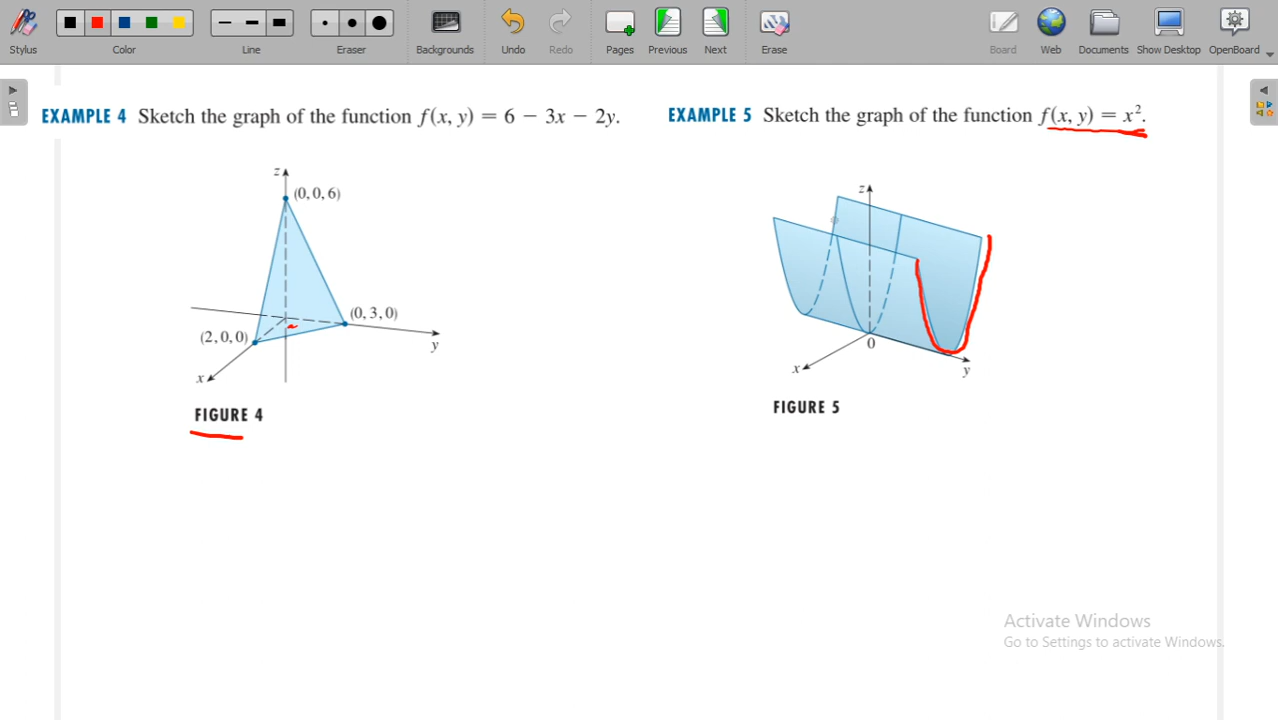 Stylus Color Line Eraser Backgrounds Undo Redo Pages Previous Next Erase Board Web Documents Show Desktop OpenBoard
EXAMPLE 4 Sketch the graph of the function f(x, y) = 6 − 3x − 2y.
z
(0, 0, 6)
(0, 3, 0)
(2, 0, 0)
y
x
FIGURE 4
EXAMPLE 5 Sketch the graph of the function f(x, y) = x².
z
0
x
y
FIGURE 5
Activate Windows
Go to Settings to activate Windows.